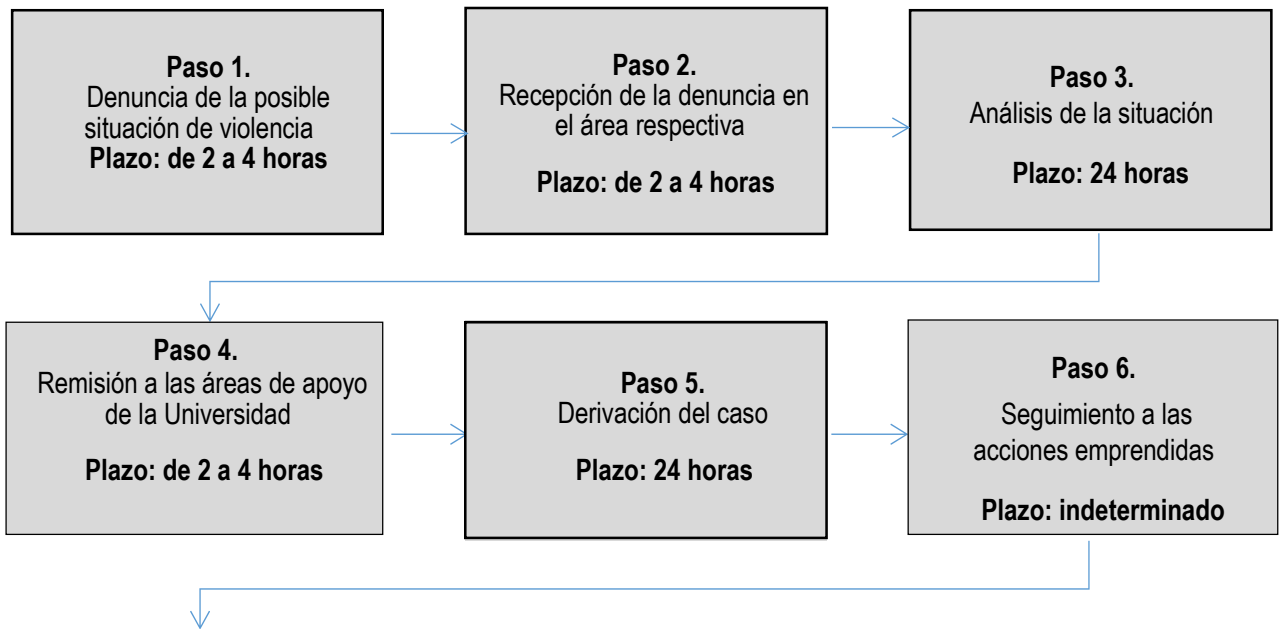 Paso 1.
Denuncia de la posible
situación de violencia
Plazo: de 2 a 4 horas
Paso 2.
Recepción de la denuncia en
el área respectiva
Plazo: de 2 a 4 horas
Paso 3.
Análisis de la situación
Plazo: 24 horas
Paso 4.
Remisión a las áreas de apoyo
de la Universidad
Plazo: de 2 a 4 horas
Paso 5.
Derivación del caso
Plazo: 24 horas
Paso 6.
Seguimiento a las
acciones emprendidas
Plazo: indeterminado